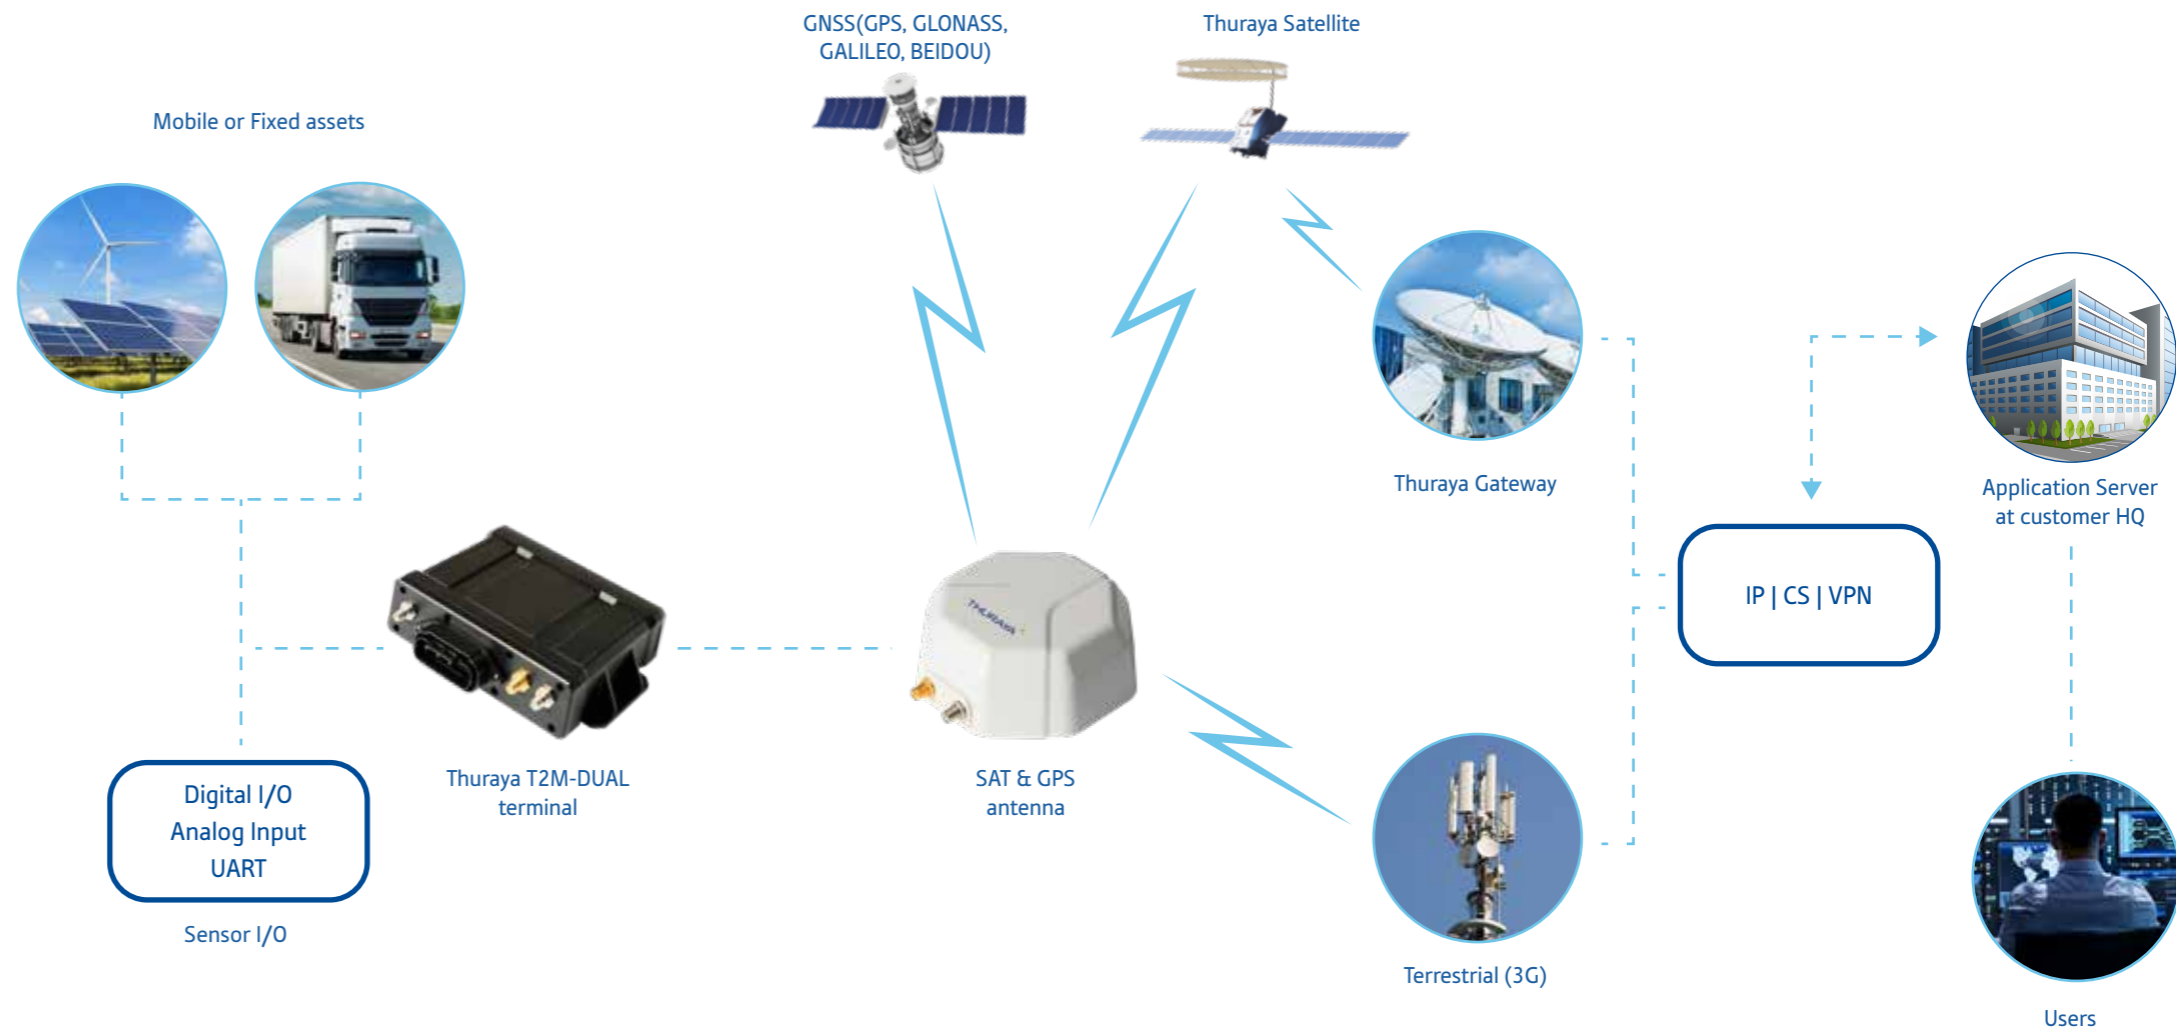 GNSS(GPS, GLONASS,
GALILEO, BEIDOU)
Thuraya Satellite
Mobile or Fixed assets
Thuraya Gateway
Application Server
at customer HQ
IP | CS | VPN
THURAYA
Thuraya T2M-DUAL
terminal
SAT & GPS
antenna
Digital I/O
Analog Input
UART
Sensor I/O
Terrestrial (3G)
Users